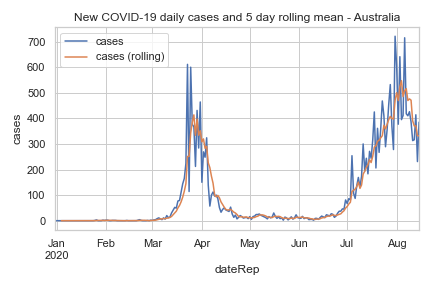 New COVID-19 daily cases and 5 day rolling mean - Australia
cases
cases (rolling)
700
600
500
400
300
200
100
0
cases
Jan Feb Mar Apr May Jun Jul Aug
2020
dateRep